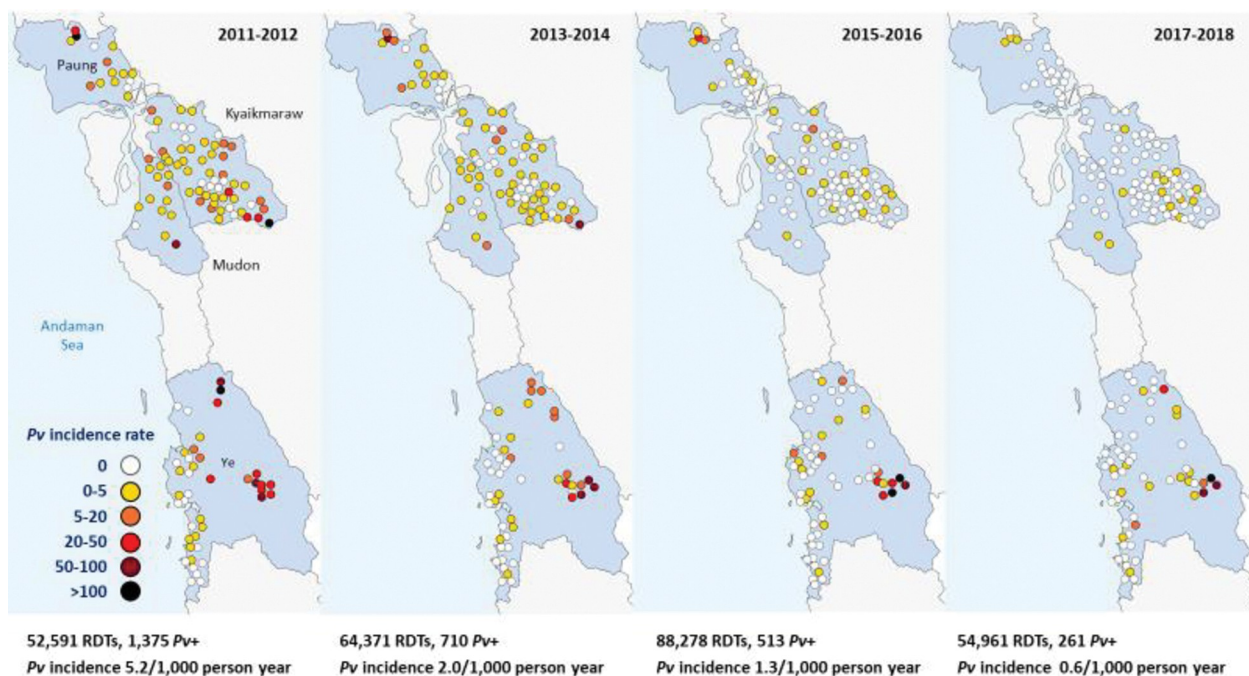 2011-2012
2013-2014
2015-2016
2017-2018
Paung
Kyaikmaraw
Mudon
Andaman
Sea
Ye
Pv incidence rate
0
0-5
5-20
20-50
50-100
>100
52,591 RDTs, 1,375 Pv+
Pv incidence 5.2/1,000 person year
64,371 RDTs, 710 Pv+
Pv incidence 2.0/1,000 person year
88,278 RDTs, 513 Pv+
Pv incidence 1.3/1,000 person year
54,961 RDTs, 261 Pv+
Pv incidence 0.6/1,000 person year